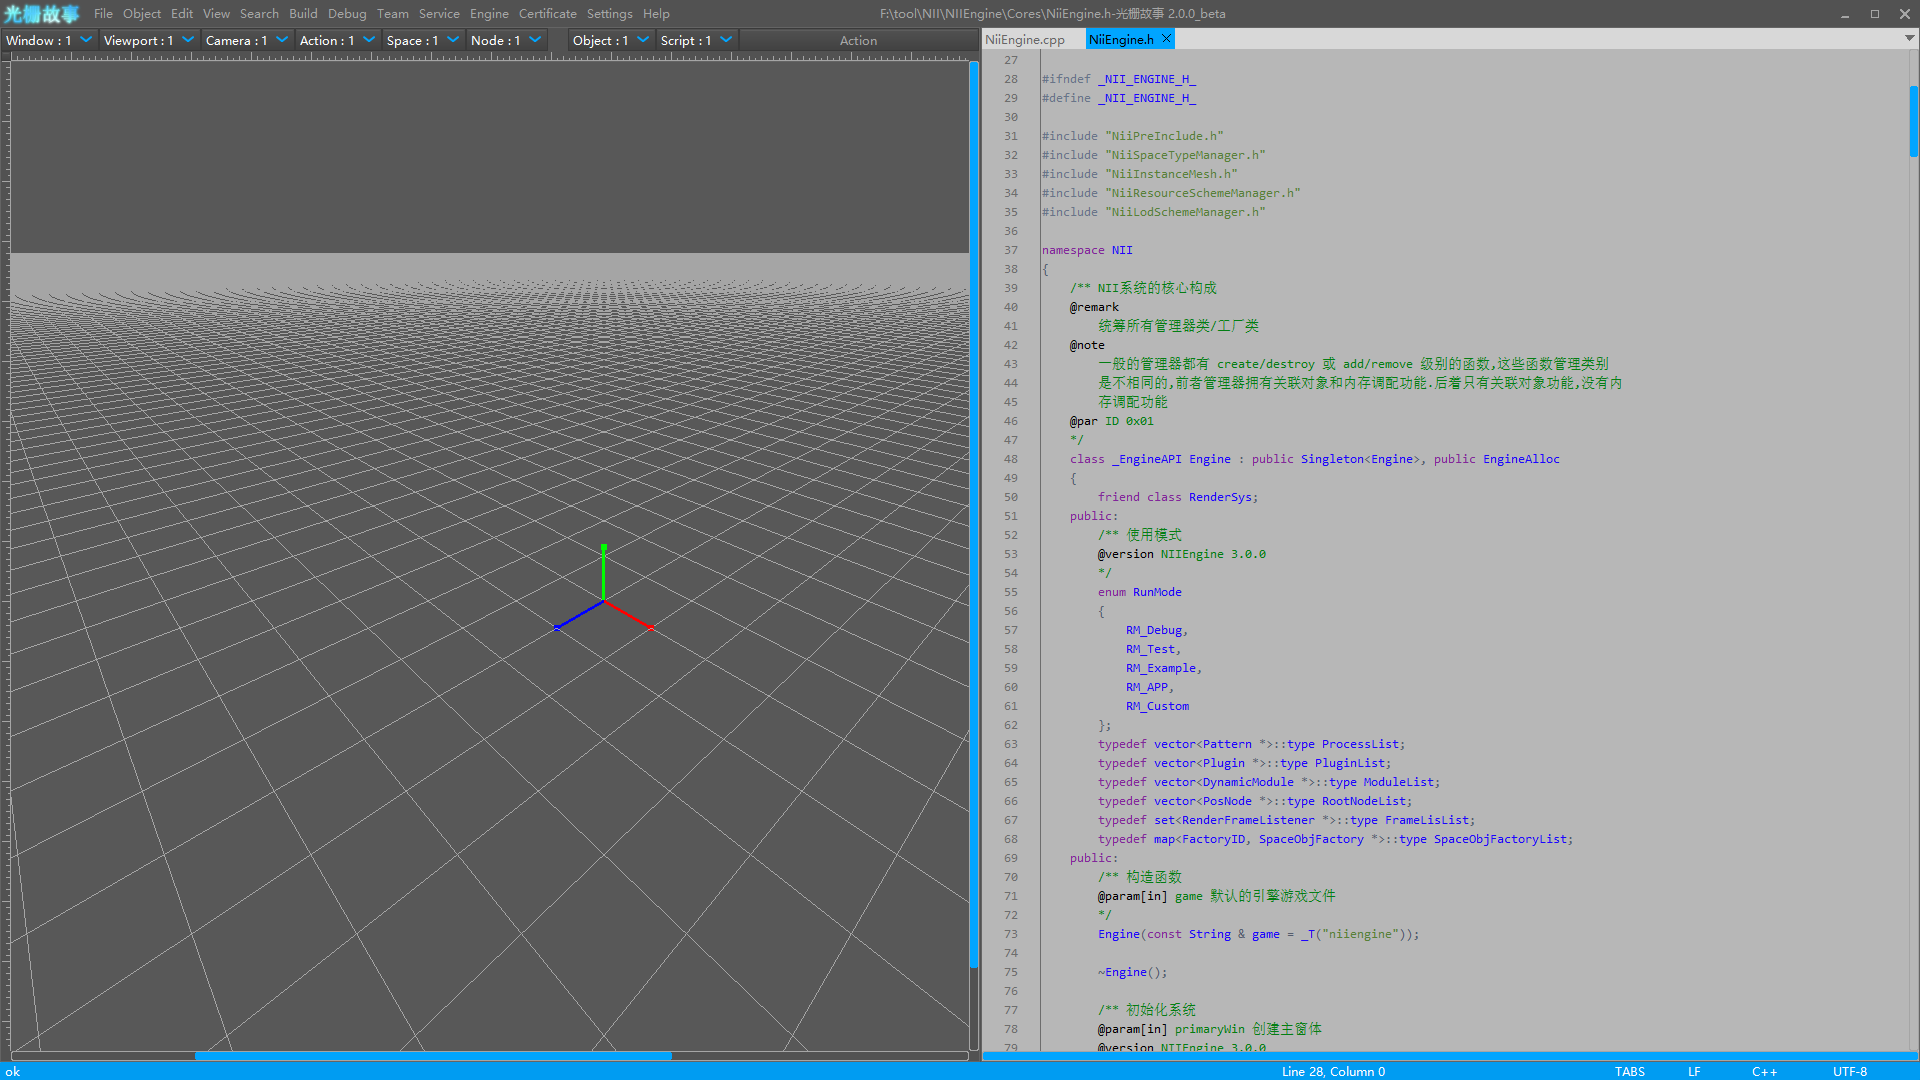 光栅故事 File Object Edit View Search Build Debug Team Service Engine Certificate Settings Help F:\tool\NII\NIIEngine\Cores\NiiEngine.h-光栅故事 2.0.0_beta
Window : 1 Viewport : 1 Camera : 1 Action : 1 Space : 1 Node : 1 Object : 1 Script : 1 Action
NiiEngine.cpp NiiEngine.h
27
28 #ifndef _NII_ENGINE_H_
29 #define _NII_ENGINE_H_
30
31 #include "NiiPreInclude.h"
32 #include "NiiSpaceTypeManager.h"
33 #include "NiiInstanceMesh.h"
34 #include "NiiResourceSchemeManager.h"
35 #include "NiiLodSchemeManager.h"
36
37 namespace NII
38 {
39 /** NII系统的核心构成
40 @remark
41 统筹所有管理器类/工厂类
42 @note
43 一般的管理器都有 create/destroy 或 add/remove 级别的函数,这些函数管理类别
44 是不相同的,前者管理器拥有关联对象和内存调配功能.后着只有关联对象功能,没有内
45 存调配功能
46 @par ID 0x01
47 */
48 class _EngineAPI Engine : public Singleton<Engine>, public EngineAlloc
49 {
50 friend class RenderSys;
51 public:
52 /** 使用模式
53 @version NIIEngine 3.0.0
54 */
55 enum RunMode
56 {
57 RM_Debug,
58 RM_Test,
59 RM_Example,
60 RM_APP,
61 RM_Custom
62 };
63 typedef vector<Pattern *>::type ProcessList;
64 typedef vector<Plugin *>::type PluginList;
65 typedef vector<DynamicModule *>::type ModuleList;
66 typedef vector<PosNode *>::type RootNodeList;
67 typedef set<RenderFrameListener *>::type FrameLisList;
68 typedef map<FactoryID, SpaceObjFactory *>::type SpaceObjFactoryList;
69 public:
70 /** 构造函数
71 @param[in] game 默认的引擎游戏文件
72 */
73 Engine(const String & game = _T("niiengine"));
74
75 ~Engine();
76
77 /** 初始化系统
78 @param[in] primaryWin 创建主窗体
79 @version NIIEngine 3.0.0
ok Line 28, Column 0 TABS LF C++ UTF-8